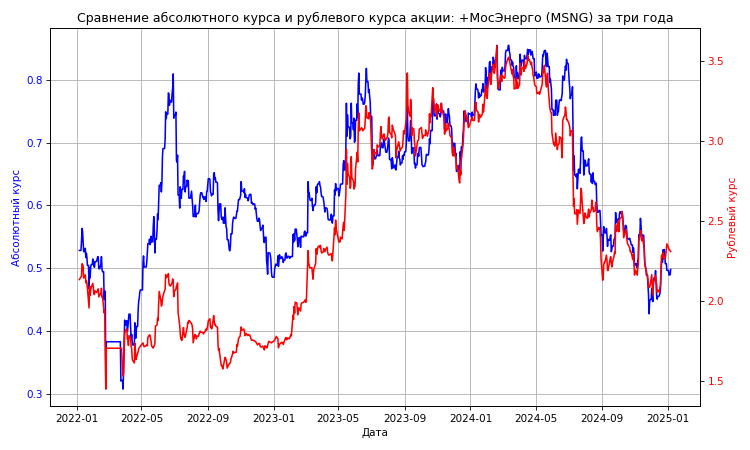 Сравнение абсолютного курса и рублевого курса акции: +МосЭнерго (MSNG) за три года
Абсолютный курс
0.8
0.7
0.6
0.5
0.4
0.3
Рублевый курс
3.5
3.0
2.5
2.0
1.5
2022-01 2022-05 2022-09 2023-01 2023-05 2023-09 2024-01 2024-05 2024-09 2025-01
Дата